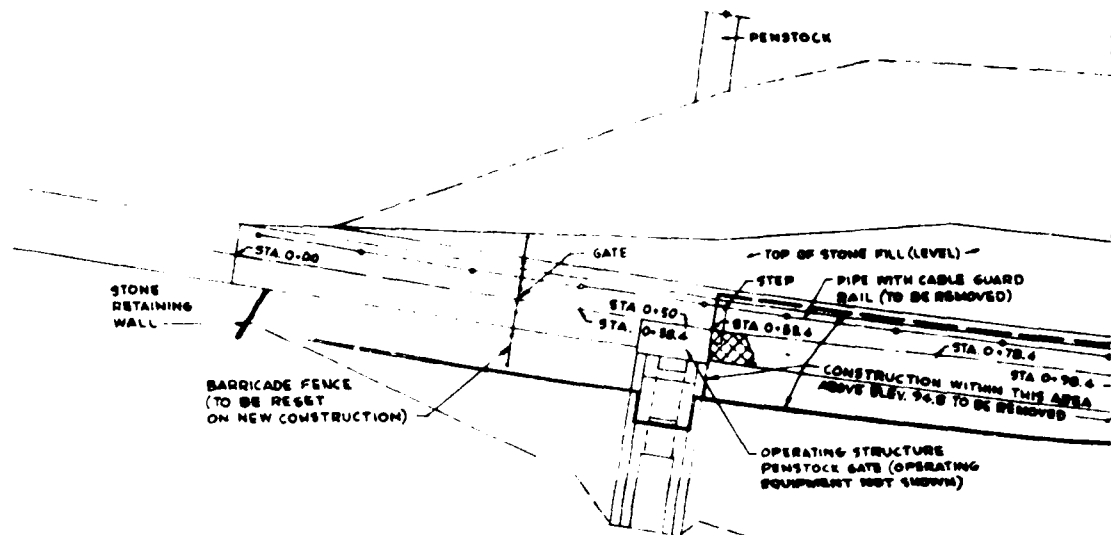 PENSTOCK
STA. 0+00
GATE
TOP OF STONE FILL (LEVEL)
STEP
PIPE WITH CABLE GUARD
RAIL (TO BE REMOVED)
STONE
RETAINING
WALL
STA 0+50
STA.
STA 0+58.4
STA 0+78.4
STA 0+98.4
CONSTRUCTION WITHIN THIS AREA
ABOVE ELEV. 94.8 TO BE REMOVED
BARRICADE FENCE
(TO BE RESET
ON NEW CONSTRUCTION)
OPERATING STRUCTURE
PENSTOCK GATE (OPERATING
EQUIPMENT NOT SHOWN)